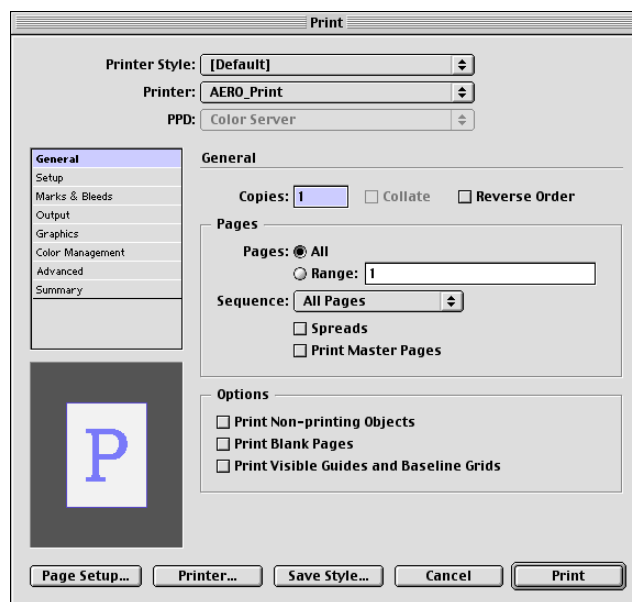 Print
Printer Style: [Default]
Printer: AERO_Print
PPD: Color Server
General
Setup
Marks & Bleeds
Output
Graphics
Color Management
Advanced
Summary
General
Copies: 1 Collate Reverse Order
Pages
Pages: All
Range: 1
Sequence: All Pages
Spreads
Print Master Pages
Options
Print Non-printing Objects
Print Blank Pages
Print Visible Guides and Baseline Grids
P
Page Setup... Printer... Save Style... Cancel Print